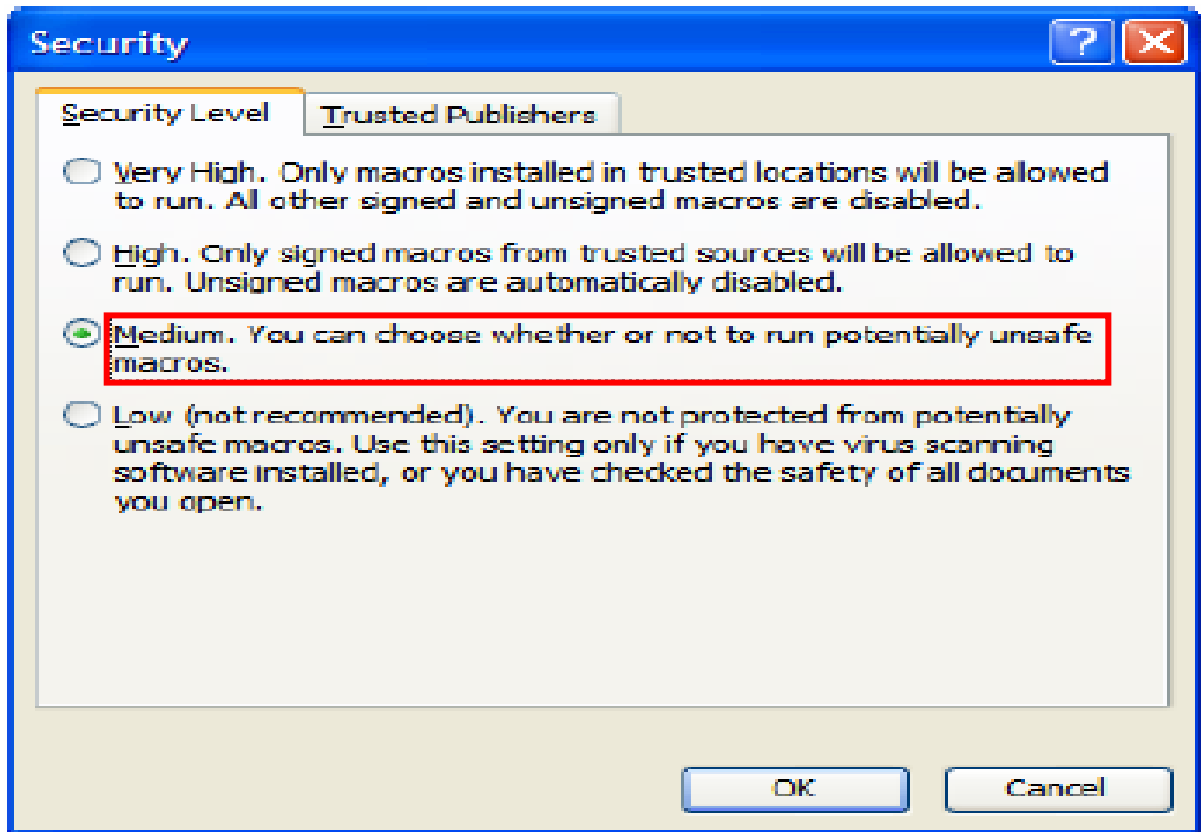 Security
Security Level
Trusted Publishers
Very High. Only macros installed in trusted locations will be allowed
to run. All other signed and unsigned macros are disabled.
High. Only signed macros from trusted sources will be allowed to
run. Unsigned macros are automatically disabled.
Medium. You can choose whether or not to run potentially unsafe
macros.
Low (not recommended). You are not protected from potentially
unsafe macros. Use this setting only if you have virus scanning
software installed, or you have checked the safety of all documents
you open.
OK
Cancel